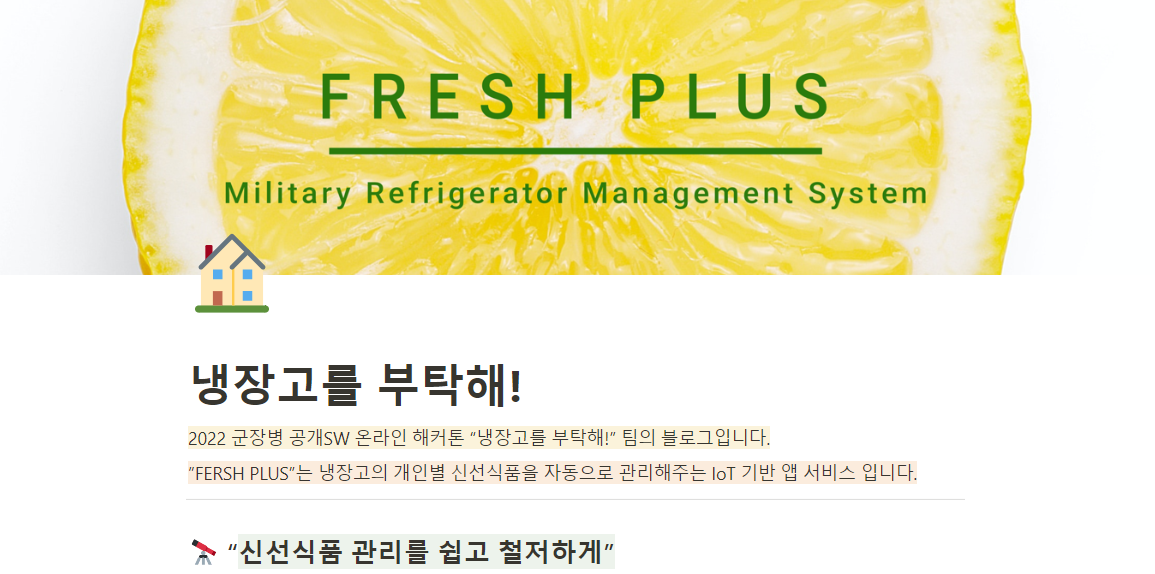 FRESH PLUS
Military Refrigerator Management System
냉장고를 부탁해!
2022 군장병 공개SW 온라인 해커톤 “냉장고를 부탁해!” 팀의 블로그입니다.
”FERSH PLUS”는 냉장고의 개인별 신선식품을 자동으로 관리해주는 IoT 기반 앱 서비스 입니다.
“신선식품 관리를 쉽고 철저하게”